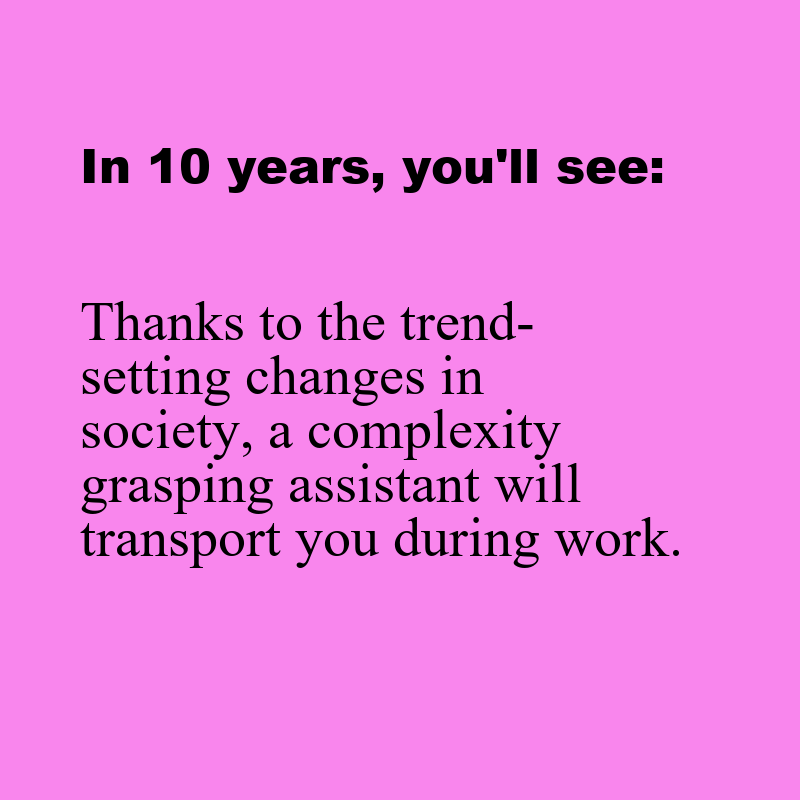 In 10 years, you'll see:
Thanks to the trend-
setting changes in
society, a complexity
grasping assistant will
transport you during work.